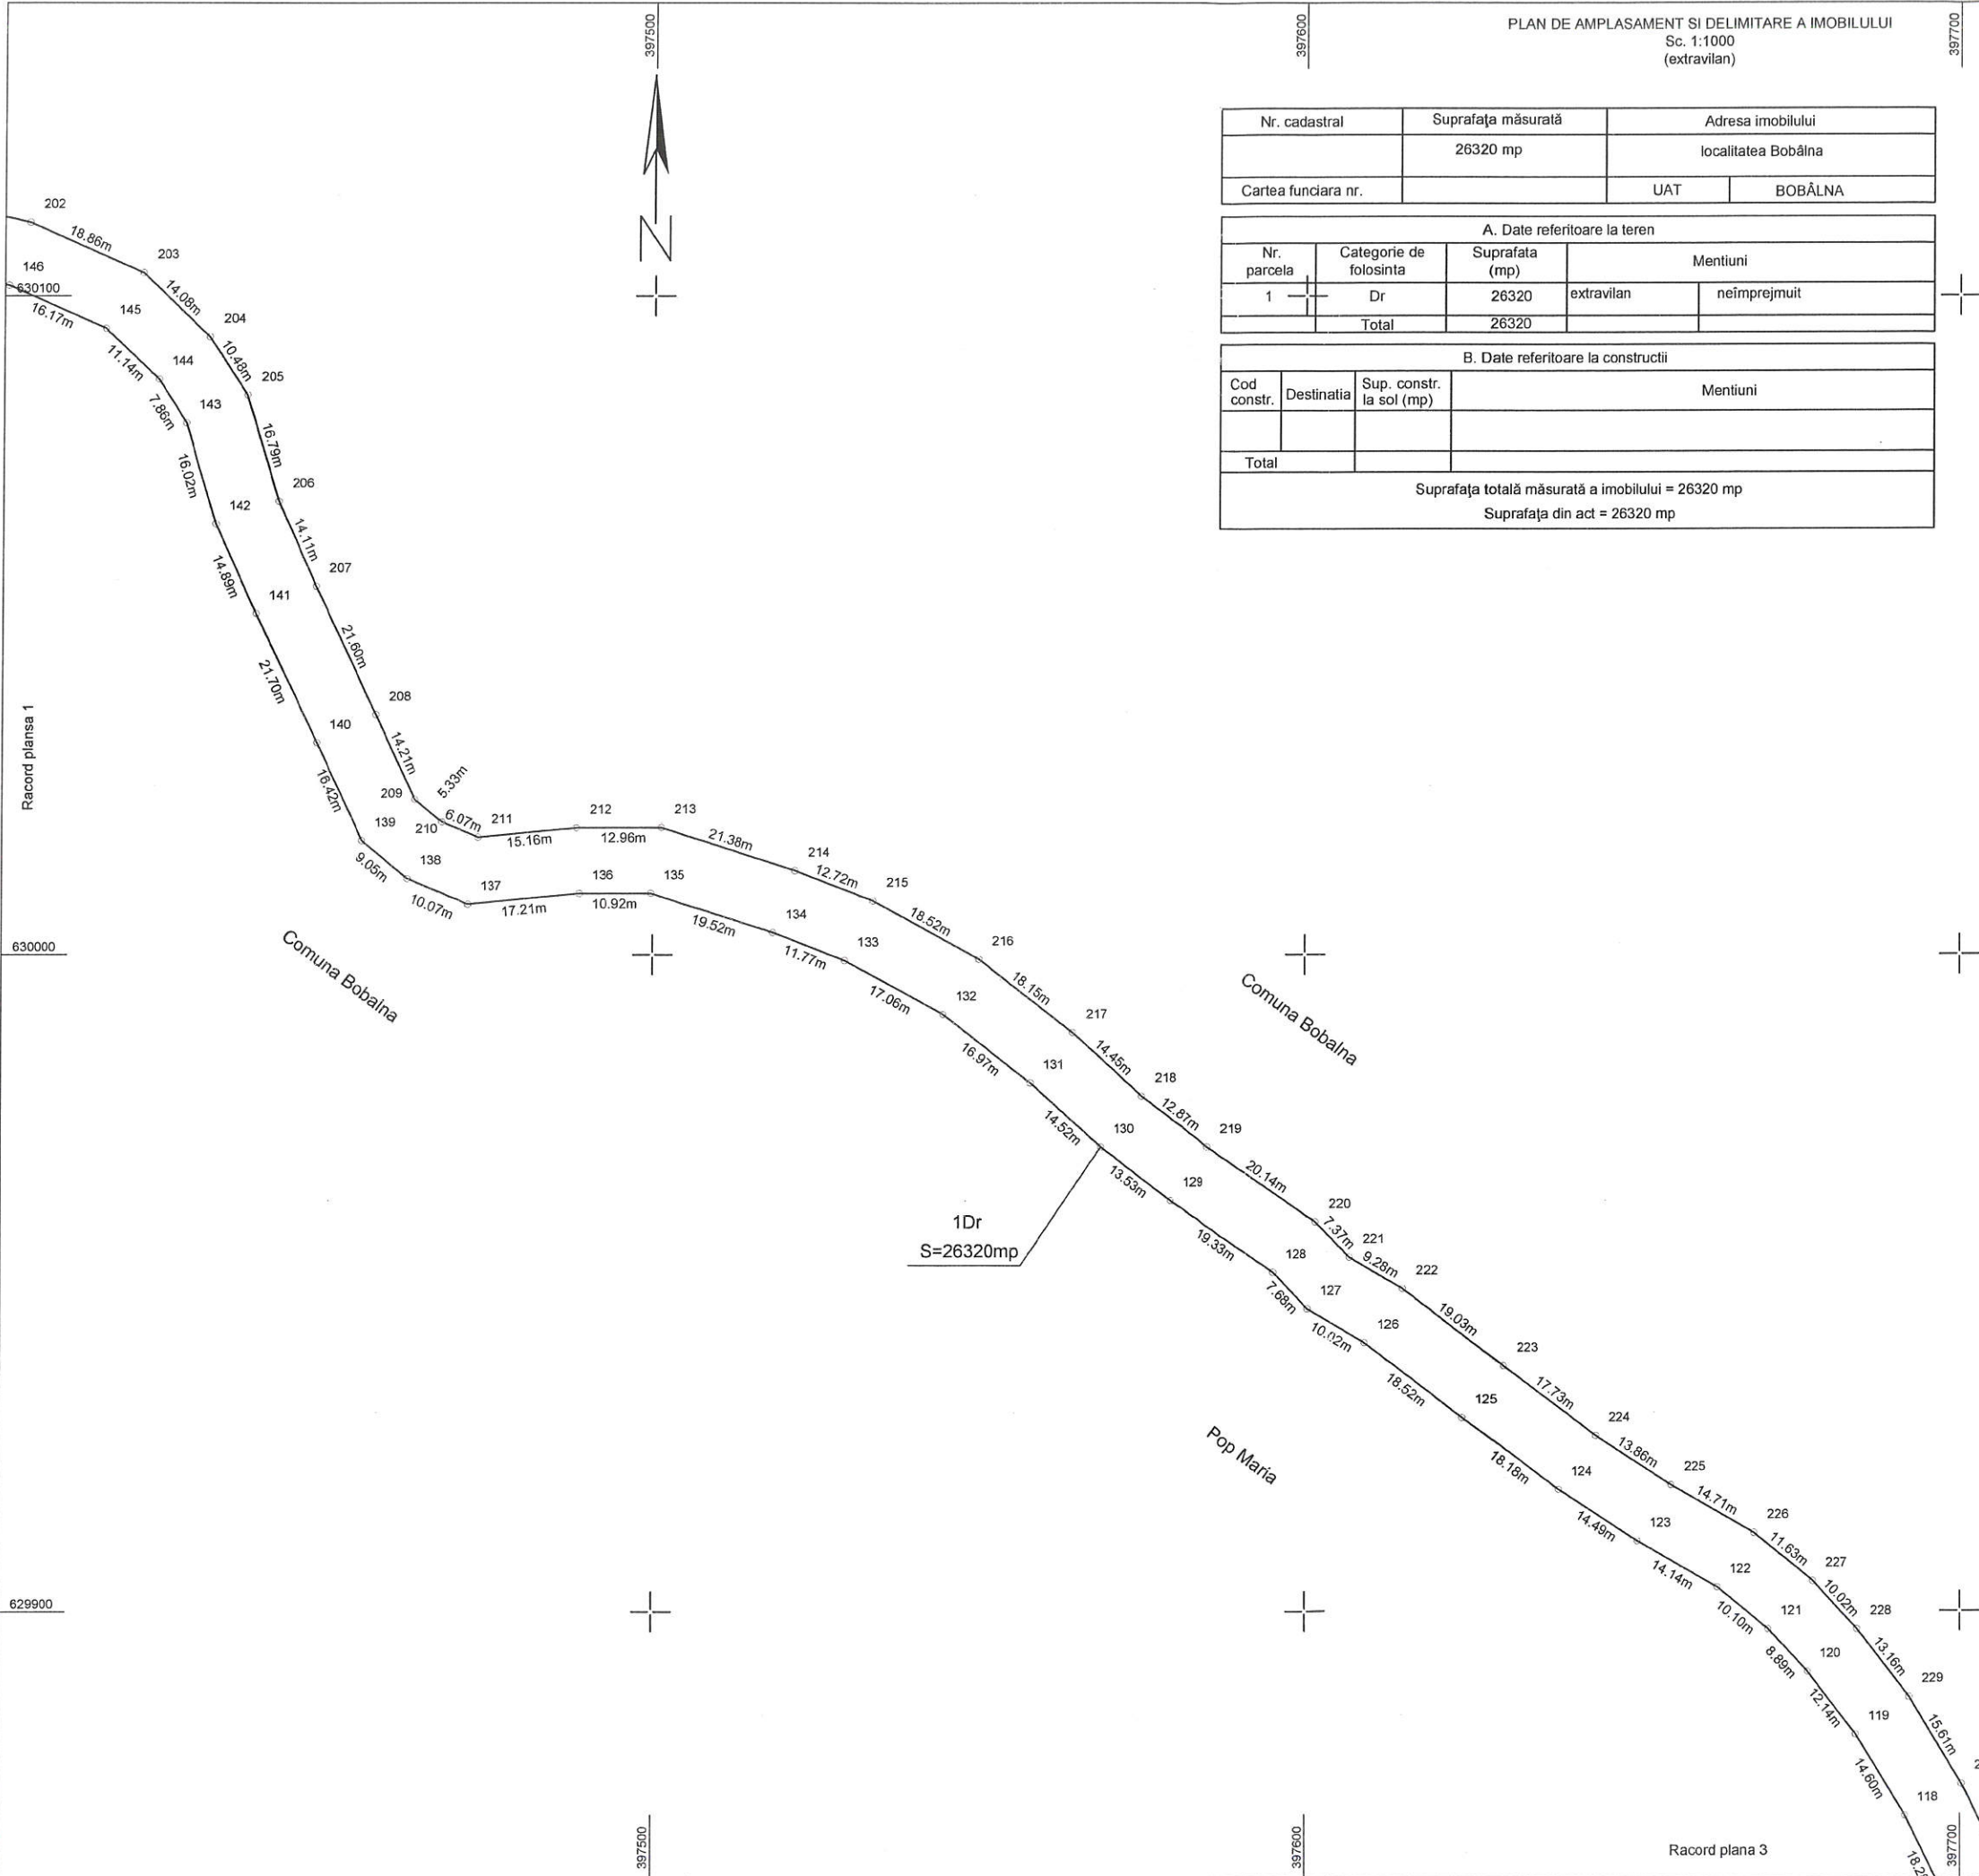 397500
397600
397700
PLAN DE AMPLASAMENT SI DELIMITARE A IMOBILULUI
Sc. 1:1000
(extravilan)
Nr. cadastral Suprafaţa măsurată Adresa imobilului
26320 mp localitatea Bobâlna
Cartea funciara nr. UAT BOBÂLNA
A. Date referitoare la teren
Nr. parcela Categorie de folosinta Suprafata (mp) Mentiuni
1 Dr 26320 extravilan neîmprejmuit
Total 26320
B. Date referitoare la constructii
Cod constr. Destinatia Sup. constr. la sol (mp) Mentiuni
Total
Suprafaţa totală măsurată a imobilului = 26320 mp
Suprafaţa din act = 26320 mp
N
202
18.86m
203
146
630100
14.08m
16.17m
145
204
11.14m
144
10.48m
205
7.86m
143
16.79m
16.02m
206
142
14.11m
14.89m
207
141
21.60m
21.70m
208
140
14.21m
Racord plansa 1
16.42m
209
5.33m
139
210
6.07m
211
15.16m
212
12.96m
213
21.38m
214
12.72m
215
18.52m
216
9.05m
138
10.07m
137
17.21m
136
10.92m
135
19.52m
134
11.77m
133
17.06m
132
630000
Comuna Bobalna
Comuna Bobalna
18.15m
217
16.97m
131
14.45m
218
14.52m
130
12.87m
219
13.53m
129
20.14m
220
1Dr
S=26320mp
19.33m
128
7.37m
221
9.28m
222
7.68m
127
10.02m
126
19.03m
223
18.52m
125
17.73m
224
Pop Maria
18.18m
124
13.86m
225
14.71m
226
14.49m
123
11.63m
227
14.14m
122
10.02m
228
629900
10.10m
121
13.16m
229
8.89m
120
12.14m
119
15.61m
14.60m
118
397500
397600
Racord plana 3
397700